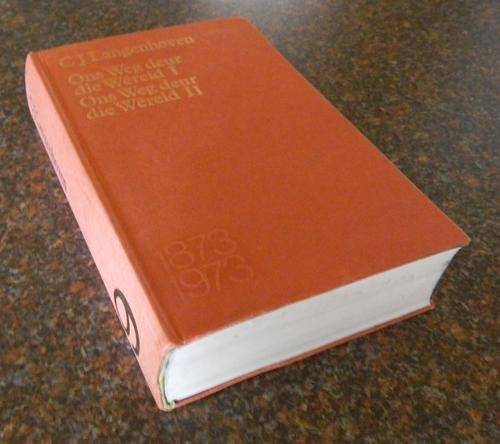 C J Langenhoven
Ons Weg deur
die Wêreld I
Ons Weg deur
die Wêreld II
1873
1973